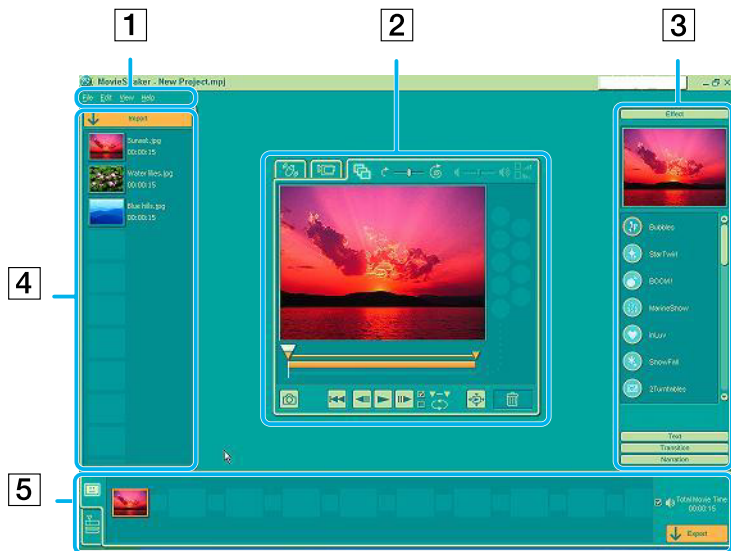 1
2
3
MovieShaker - New Project.mpj
File Edit View Help
Import
Sunset.jpg
00:00:15
Water lilies.jpg
00:00:15
Blue hills.jpg
00:00:15
Effect
Bubbles
StarTwirl
BOOM!!
MarineSnow
InLuv
SnowFall
2Turntables
Text
Transition
Narration
4
5
Total Movie Time
00:00:15
Export